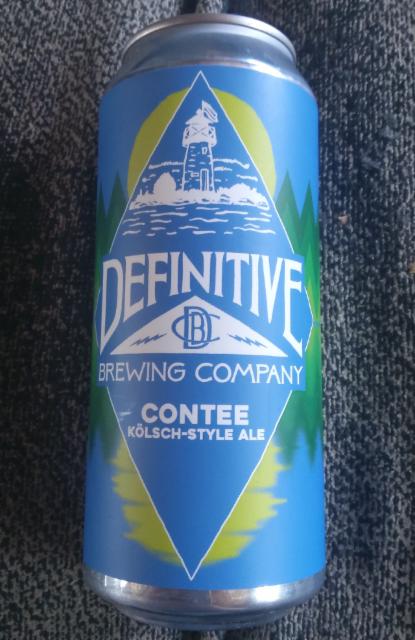 DEFINITIVE
DBC
BREWING COMPANY
CONTEE
KÖLSCH-STYLE ALE